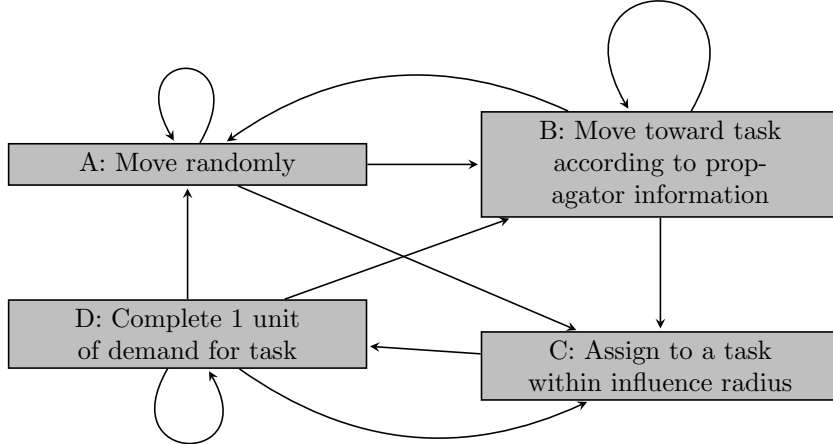 A: Move randomly
B: Move toward task
according to prop-
agator information
D: Complete 1 unit
of demand for task
C: Assign to a task
within influence radius